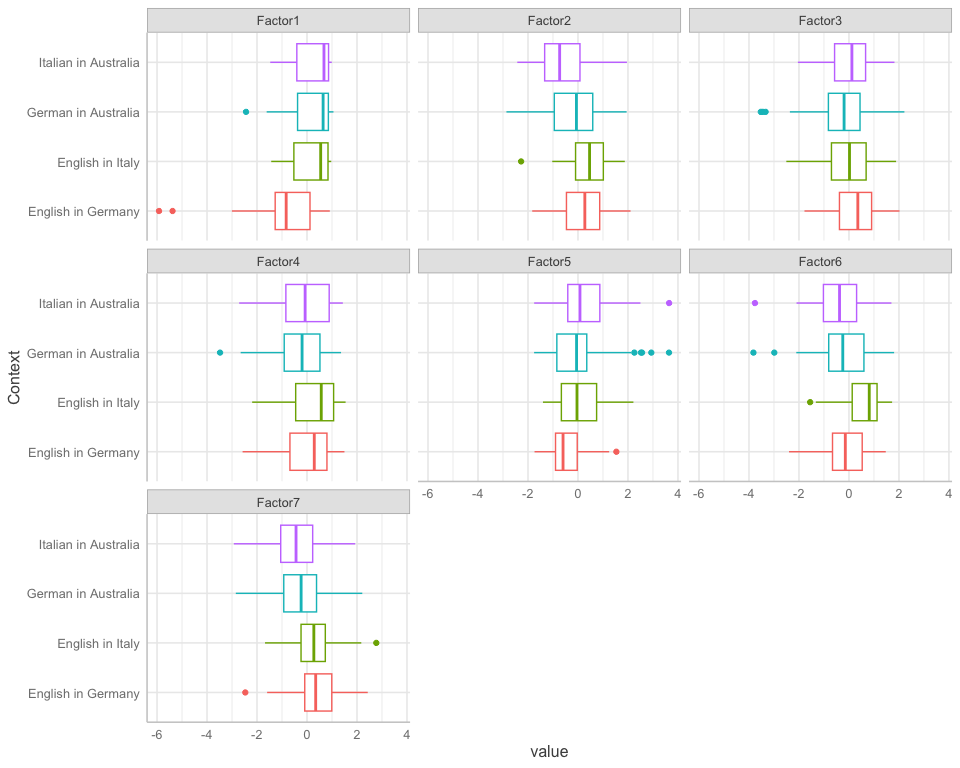 Factor1 Factor2 Factor3
Italian in Australia
German in Australia
English in Italy
English in Germany
Factor4 Factor5 Factor6
Italian in Australia
German in Australia
English in Italy
English in Germany
-6 -4 -2 0 2 4 -6 -4 -2 0 2 4
Factor7
Italian in Australia
German in Australia
English in Italy
English in Germany
-6 -4 -2 0 2 4
Context
value